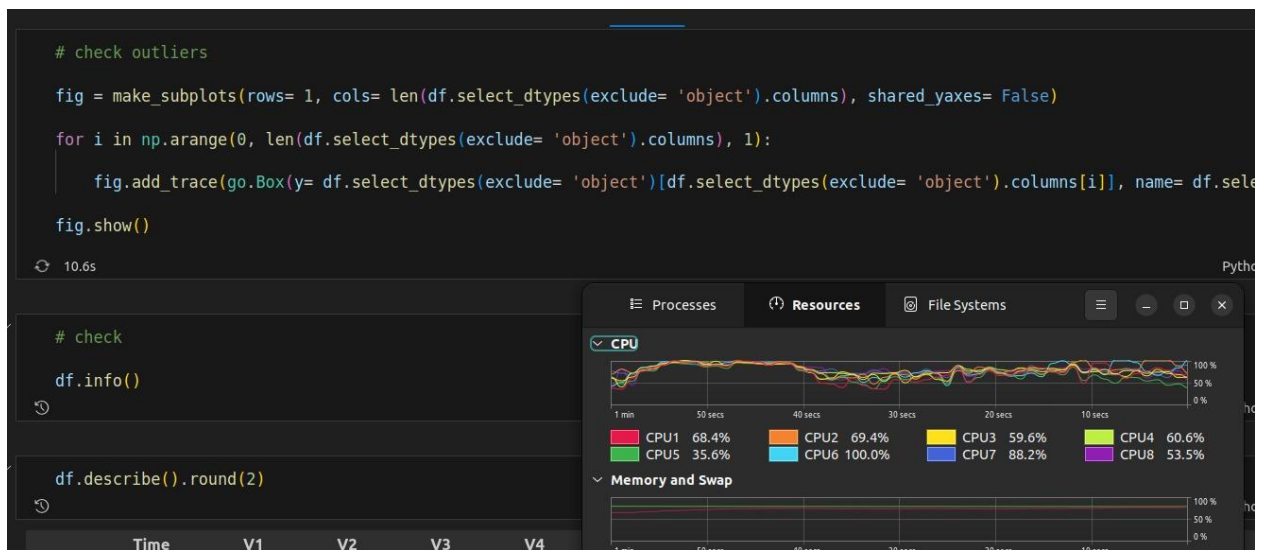 # check outliers
fig = make_subplots(rows= 1, cols= len(df.select_dtypes(exclude= 'object').columns), shared_yaxes= False)
for i in np.arange(0, len(df.select_dtypes(exclude= 'object').columns), 1):
fig.add_trace(go.Box(y= df.select_dtypes(exclude= 'object')[df.select_dtypes(exclude= 'object').columns[i]], name= df.sele
fig.show()
10.6s
Pytho
Processes
Resources
File Systems
# check
df.info()
CPU
100 %
50 %
0 %
1 min 50 secs 40 secs 30 secs 20 secs 10 secs
CPU1 68.4% CPU2 69.4% CPU3 59.6% CPU4 60.6%
CPU5 35.6% CPU6 100.0% CPU7 88.2% CPU8 53.5%
df.describe().round(2)
Memory and Swap
100 %
50 %
0 %
Time V1 V2 V3 V4